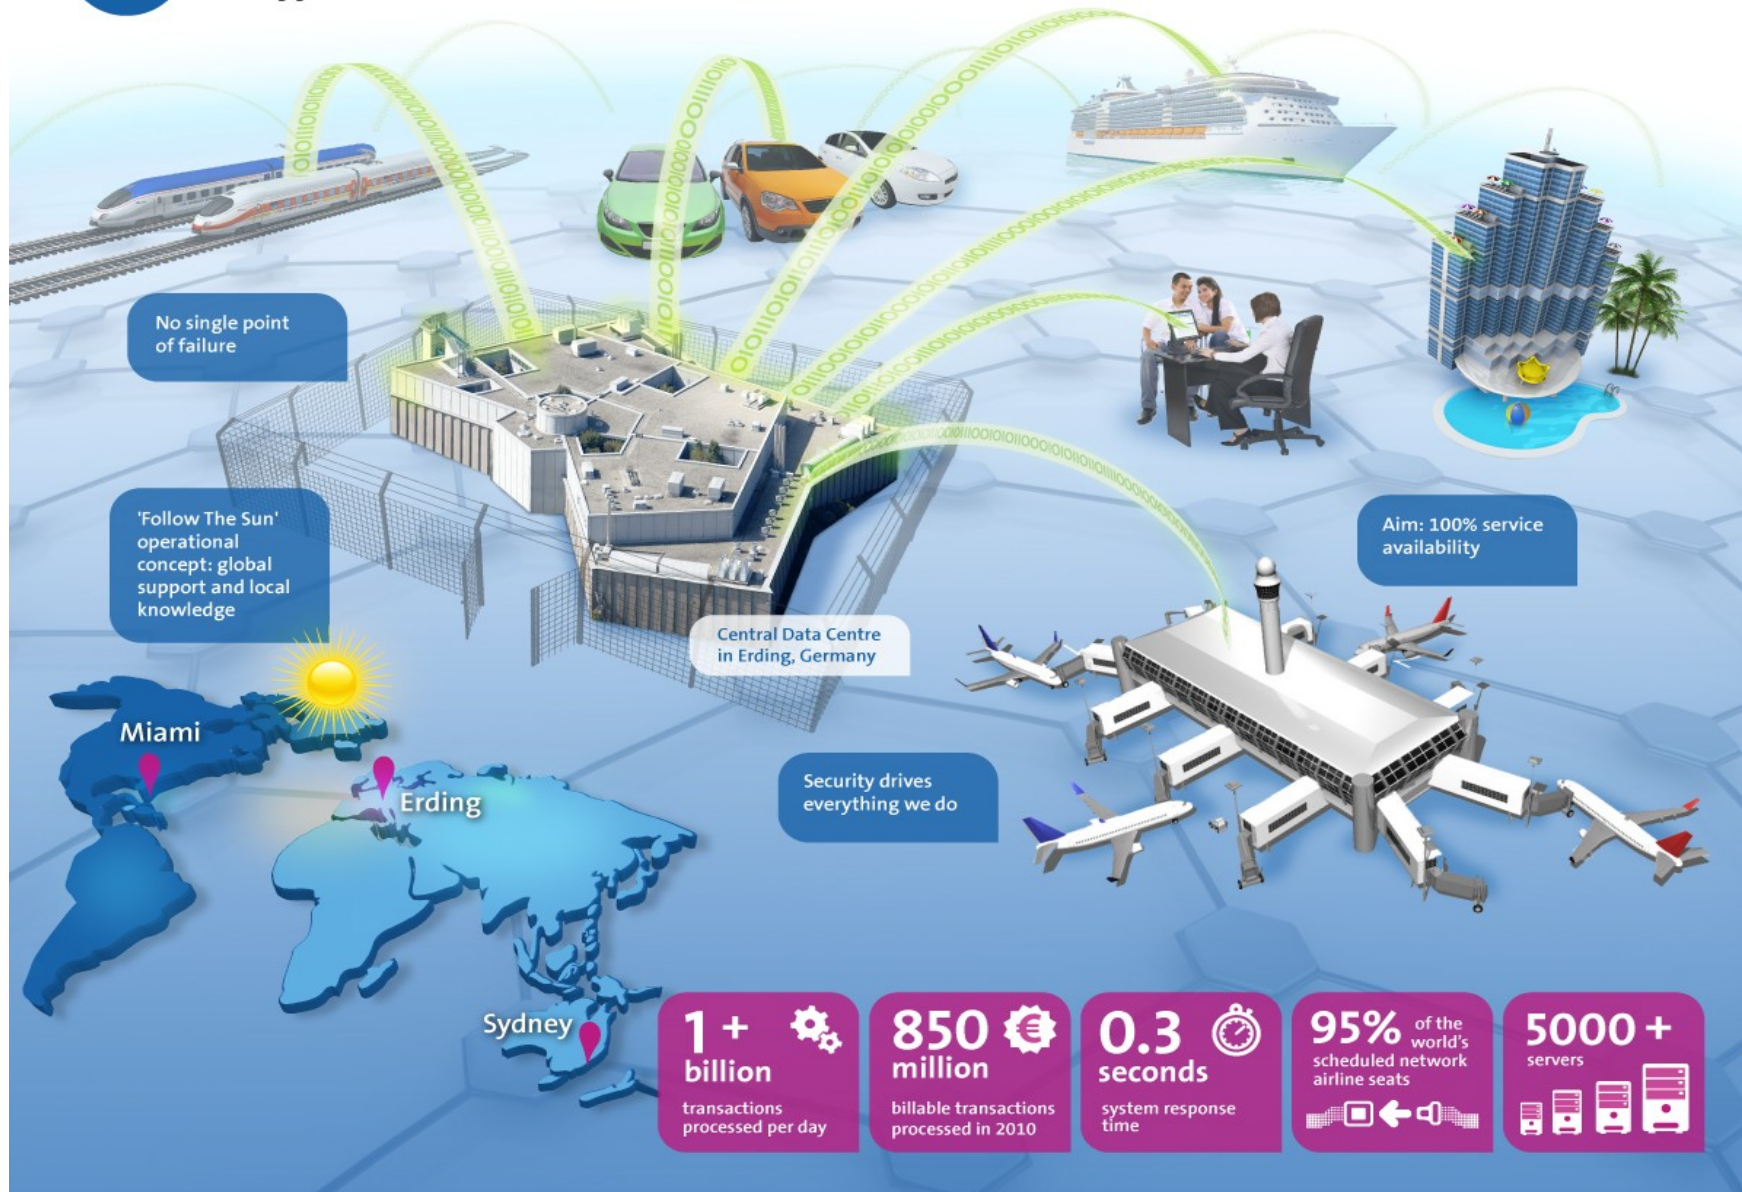 No single point
of failure
'Follow The Sun'
operational
concept: global
support and local
knowledge
Central Data Centre
in Erding, Germany
Aim: 100% service
availability
Security drives
everything we do
Miami
Erding
Sydney
1+
billion
transactions
processed per day
850
million
billable transactions
processed in 2010
0.3
seconds
system response
time
95% of the
world's
scheduled network
airline seats
5000+
servers